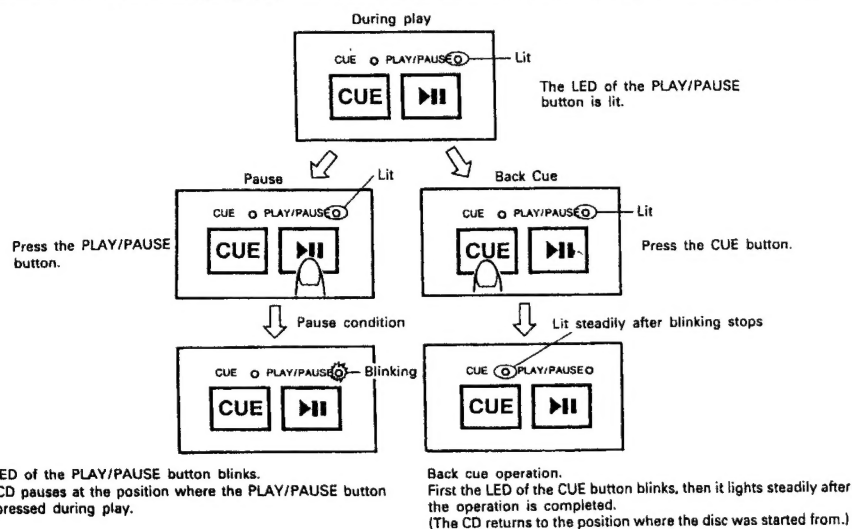 During play
CUE PLAY/PAUSE
Lit
CUE
The LED of the PLAY/PAUSE
button is lit.
Pause
Lit
CUE PLAY/PAUSE
Press the PLAY/PAUSE
button.
CUE
Back Cue
CUE PLAY/PAUSE
Lit
CUE
Press the CUE button.
Pause condition
CUE PLAY/PAUSE
Blinking
CUE
Lit steadily after blinking stops
CUE PLAY/PAUSE
CUE
ED of the PLAY/PAUSE button blinks.
CD pauses at the position where the PLAY/PAUSE button
pressed during play.
Back cue operation.
First the LED of the CUE button blinks, then it lights steadily after
the operation is completed.
(The CD returns to the position where the disc was started from.)